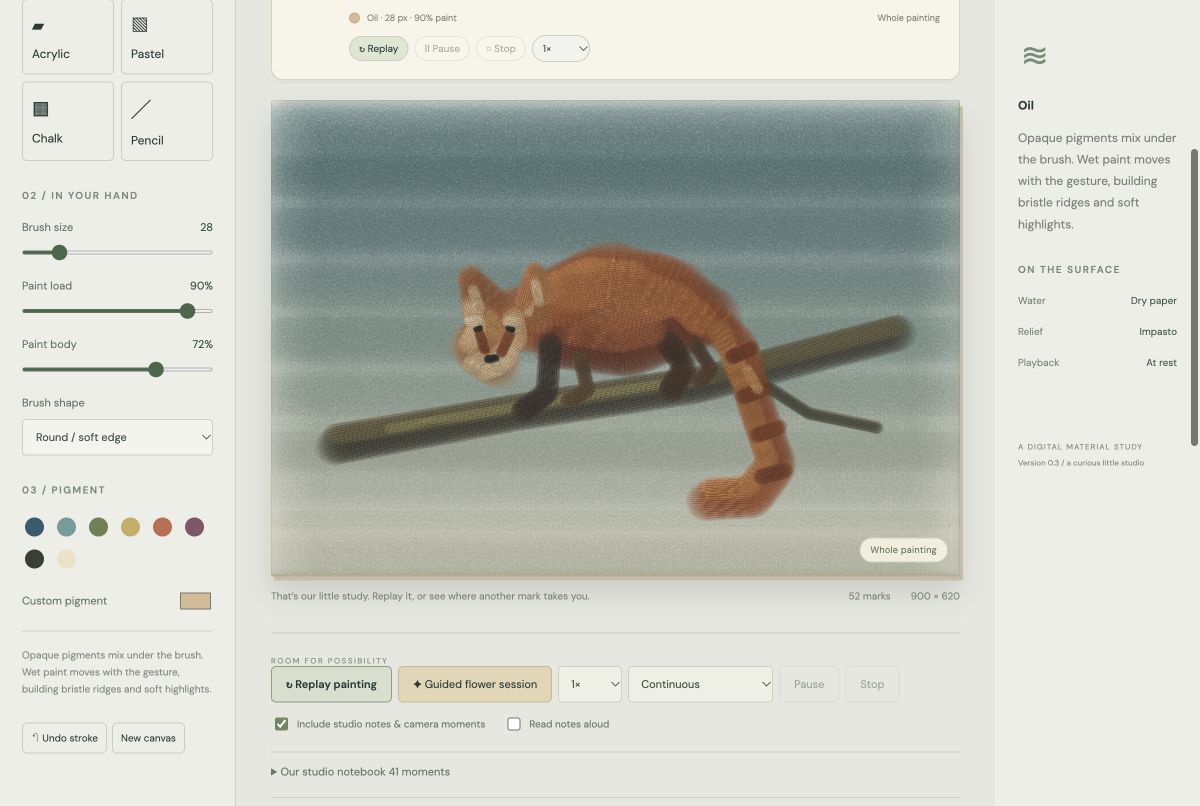 Acrylic
Pastel
Chalk
Pencil
02 / IN YOUR HAND
Brush size 28
Paint load 90%
Paint body 72%
Brush shape
Round / soft edge
03 / PIGMENT
Custom pigment
Opaque pigments mix under the brush.
Wet paint moves with the gesture,
building bristle ridges and soft highlights.
Undo stroke New canvas
Oil · 28 px · 90% paint Whole painting
↻ Replay II Pause □ Stop 1×
Whole painting
That's our little study. Replay it, or see where another mark takes you. 52 marks 900 × 620
ROOM FOR POSSIBILITY
↻ Replay painting ✦ Guided flower session 1× Continuous Pause Stop
Include studio notes & camera moments Read notes aloud
▶ Our studio notebook 41 moments
Oil
Opaque pigments mix under
the brush. Wet paint moves
with the gesture, building
bristle ridges and soft
highlights.
ON THE SURFACE
Water Dry paper
Relief Impasto
Playback At rest
A DIGITAL MATERIAL STUDY
Version 0.3 / a curious little studio